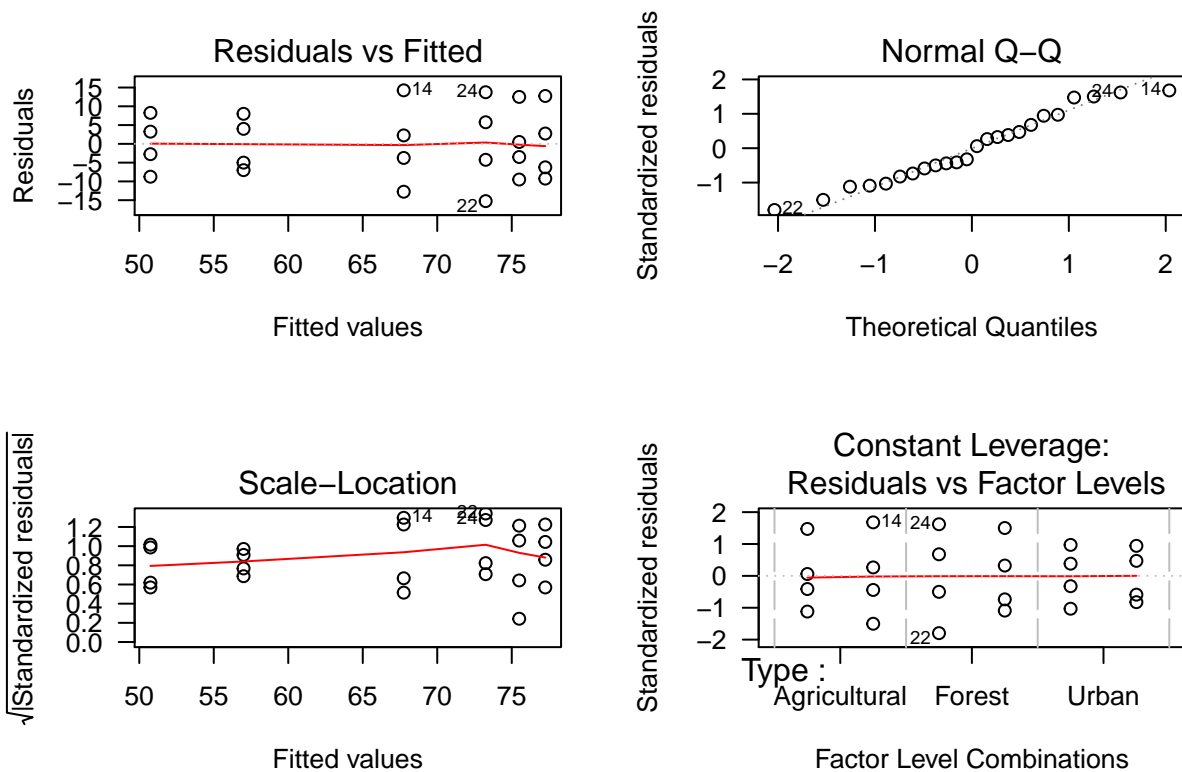 Residuals vs Fitted
Residuals
15
10
5
0
−5
−10
−15
14
24
22
50 55 60 65 70 75
Fitted values
Normal Q−Q
Standardized residuals
2
1
0
−1
22
24
14
−2 −1 0 1 2
Theoretical Quantiles
Scale−Location
√|Standardized residuals|
1.2
1.0
0.8
0.6
0.4
0.2
0.0
14
22
24
50 55 60 65 70 75
Fitted values
Constant Leverage:
Residuals vs Factor Levels
Standardized residuals
2
1
0
−1
−2
14
24
22
Type :
Agricultural Forest Urban
Factor Level Combinations